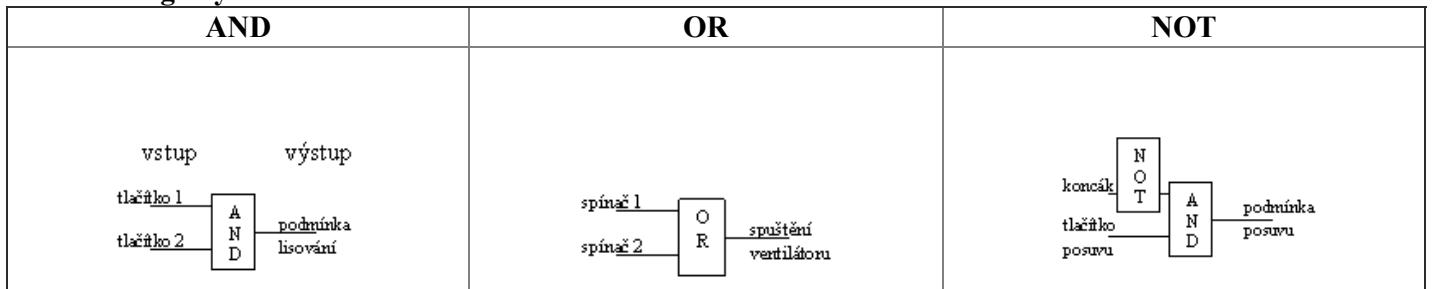 AND
OR
NOT
vstup výstup
tlačítko 1
tlačítko 2
A
N
D
podmínka
lisování
spínač 1
spínač 2
O
R
spuštění
ventilátoru
N
O
T
koncák
tlačítko
posuvu
A
N
D
podmínka
posuvu